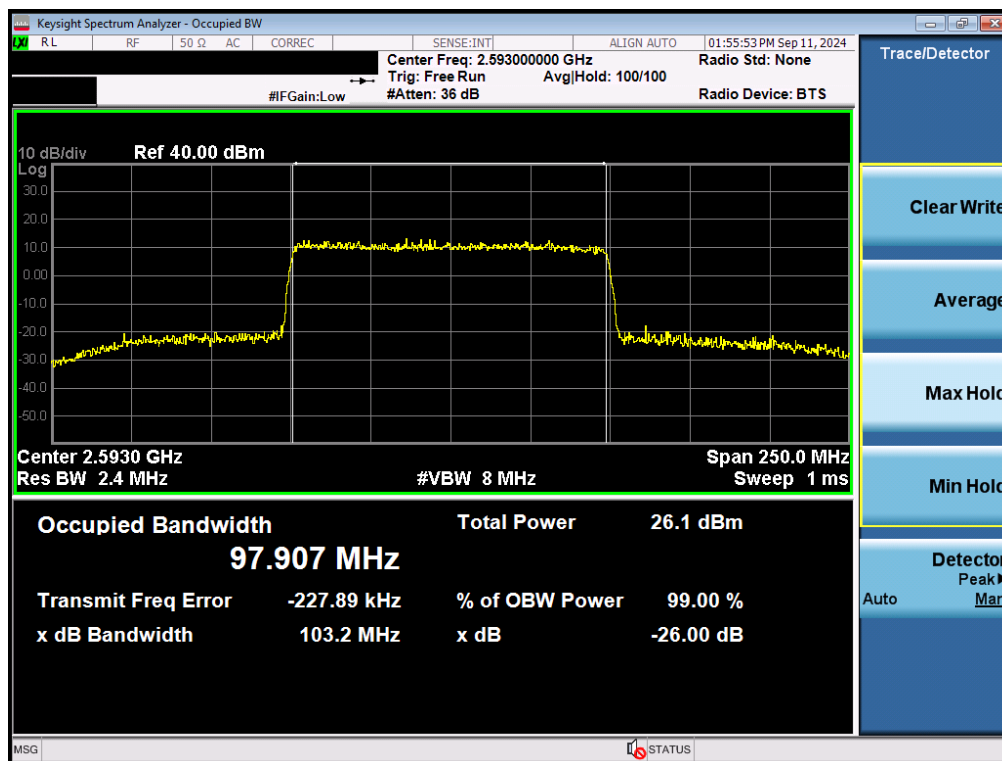 Keysight Spectrum Analyzer - Occupied BW
LXI RL RF 50 Ω AC CORREC SENSE:INT ALIGN AUTO 01:55:53 PM Sep 11, 2024
Center Freq: 2.593000000 GHz Radio Std: None
Trig: Free Run Avg|Hold: 100/100
#IFGain:Low #Atten: 36 dB Radio Device: BTS
Trace/Detector
10 dB/div Ref 40.00 dBm
Log
30.0
20.0
10.0
0.00
-10.0
-20.0
-30.0
-40.0
-50.0
Center 2.5930 GHz Span 250.0 MHz
Res BW 2.4 MHz #VBW 8 MHz Sweep 1 ms
Occupied Bandwidth Total Power 26.1 dBm
97.907 MHz
Transmit Freq Error -227.89 kHz % of OBW Power 99.00 %
x dB Bandwidth 103.2 MHz x dB -26.00 dB
Clear Write
Average
Max Hold
Min Hold
Detector
Peak
Auto Man
MSG STATUS